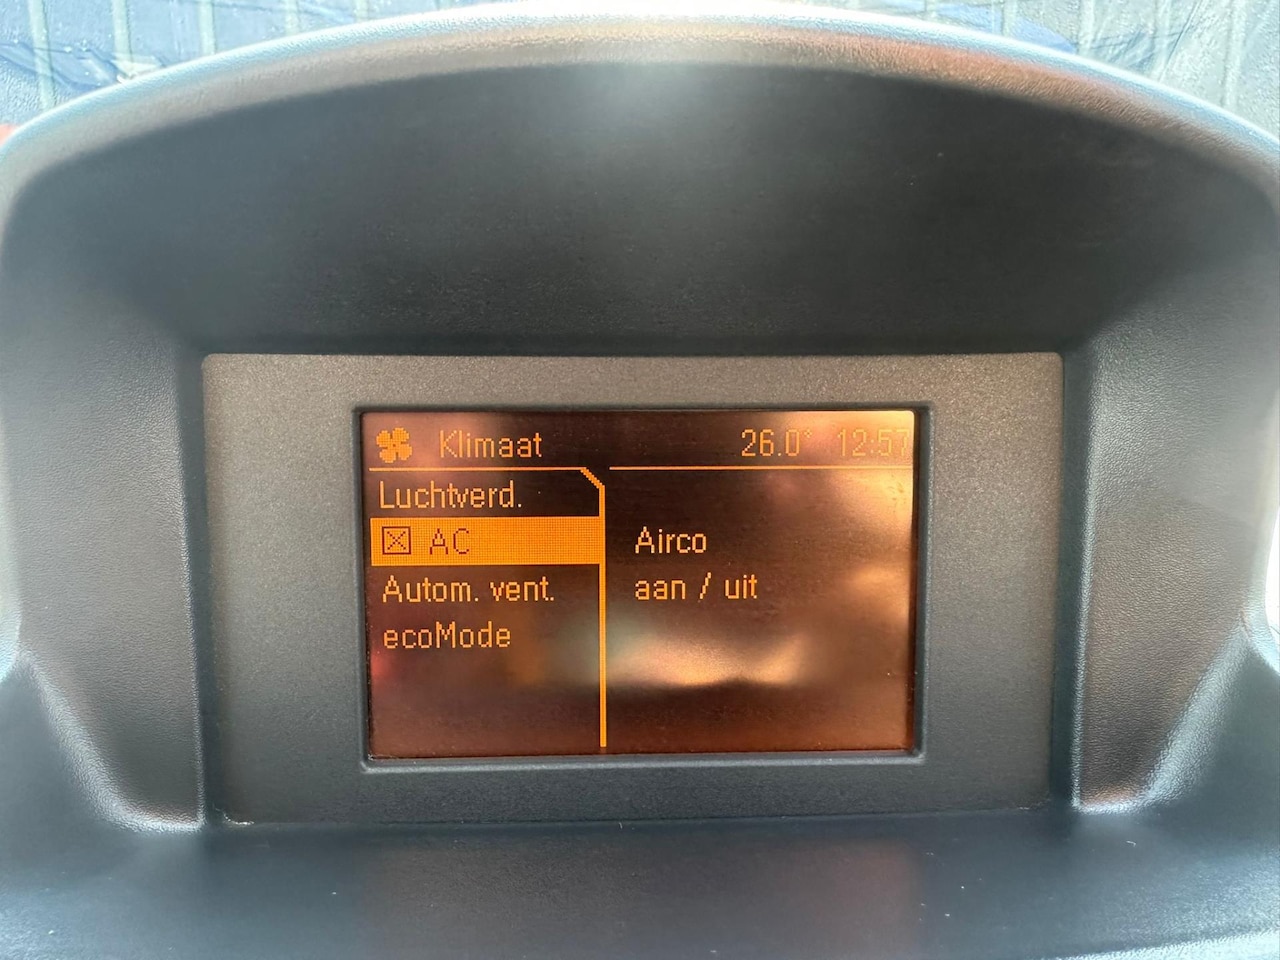 Klimaat 26.0° 12:57
Luchtverd.
AC
Airco
Autom. vent.
aan / uit
ecoMode